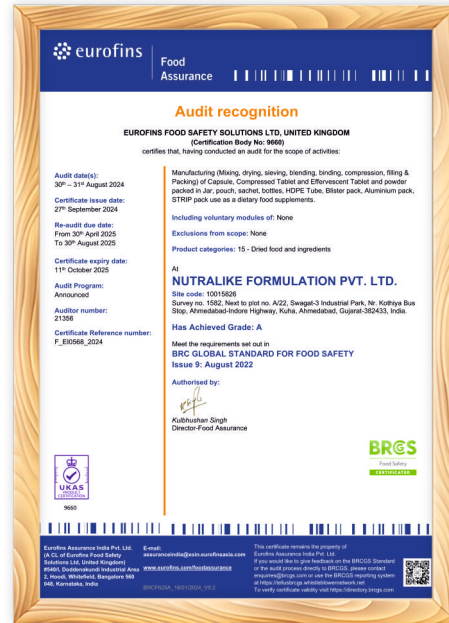 eurofins
Food
Assurance
Audit recognition
EUROFINS FOOD SAFETY SOLUTIONS LTD, UNITED KINGDOM
(Certification Body No: 9660)
certifies that, having conducted an audit for the scope of activities:
Audit date(s):
30th – 31st August 2024
Certificate issue date:
27th September 2024
Re-audit due date:
From 30th April 2025
To 30th August 2025
Certificate expiry date:
11th October 2025
Audit Program:
Announced
Auditor number:
21356
Certificate Reference number:
F_EI0568_2024
Manufacturing (Mixing, drying, sieving, blending, binding, compression, filling &
Packing) of Capsule, Compressed Tablet and Effervescent Tablet and powder
packed in Jar, pouch, sachet, bottles, HDPE Tube, Blister pack, Aluminium pack,
STRIP pack use as a dietary food supplements.
Including voluntary modules of: None
Exclusions from scope: None
Product categories: 15 - Dried food and ingredients
At
NUTRALIKE FORMULATION PVT. LTD.
Site code: 10015826
Survey no. 1582, Next to plot no. A/22, Swagat-3 Industrial Park, Nr. Kothiya Bus
Stop, Ahmedabad-Indore Highway, Kuha, Ahmedabad, Gujarat-382433, India.
Has Achieved Grade: A
Meet the requirements set out in
BRC GLOBAL STANDARD FOR FOOD SAFETY
Issue 9: August 2022
Authorised by:
Kulbhushan Singh
Director-Food Assurance
UKAS
PRODUCT
CERTIFICATION
9660
BRCGS
Food Safety
CERTIFICATED
Eurofins Assurance India Pvt. Ltd.
(A CL of Eurofins Food Safety
Solutions Ltd, United Kingdom)
#540/1, Doddanakundi Industrial Area
2, Hoodi, Whitefield, Bangalore 560
048, Karnataka, India
E-mail:
assuranceindia@xoin.eurofinsasia.com
www.eurofins.com/foodassurance
BRCF625A_18/01/2024_V8.2
This certificate remains the property of
Eurofins Assurance India Pvt. Ltd.
If you would like to give feedback on the BRCGS Standard
or the audit process directly to BRCGS, please contact
enquiries@brcgs.com or use the BRCGS reporting system
at https://tellusbrcgs.whistleblowernetwork.net
To verify certificate validity visit https://directory.brcgs.com